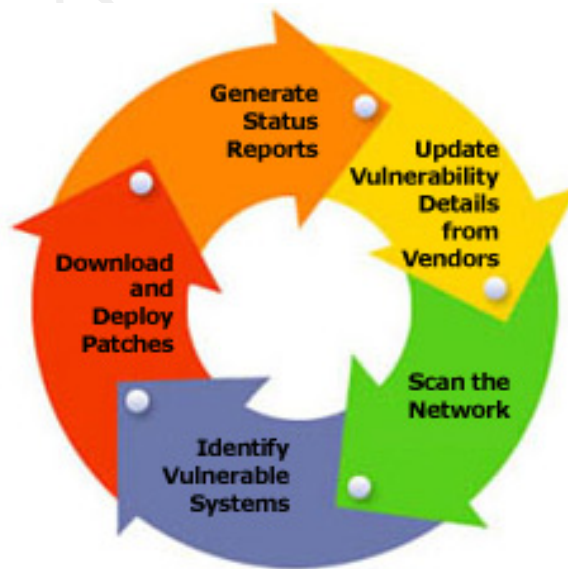 Generate
Status
Reports
Update
Vulnerability
Details
from
Vendors
Scan the
Network
Identify
Vulnerable
Systems
Download
and
Deploy
Patches